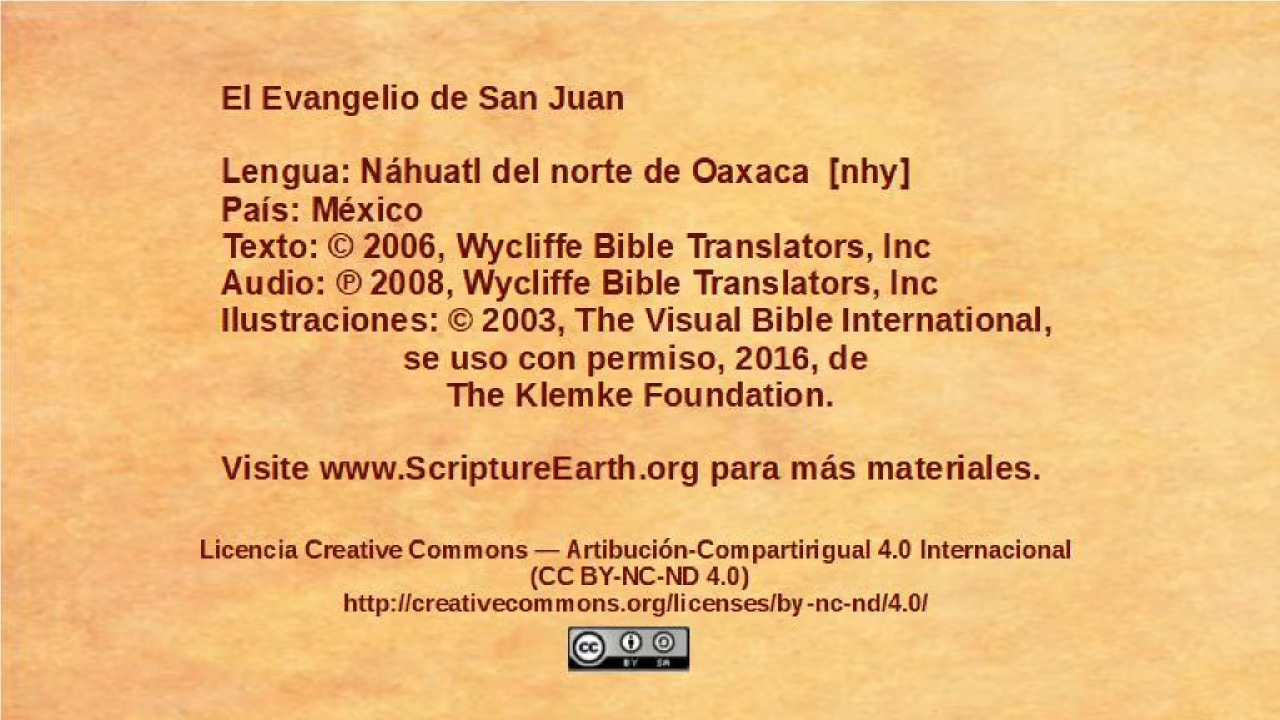 El Evangelio de San Juan
Lengua: Náhuatl del norte de Oaxaca [nhy]
País: México
Texto: © 2006, Wycliffe Bible Translators, Inc
Audio: ℗ 2008, Wycliffe Bible Translators, Inc
Ilustraciones: © 2003, The Visual Bible International,
se uso con permiso, 2016, de
The Klemke Foundation.
Visite www.ScriptureEarth.org para más materiales.
Licencia Creative Commons — Artibución-Compartirigual 4.0 Internacional
(CC BY-NC-ND 4.0)
http://creativecommons.org/licenses/by-nc-nd/4.0/
cc
BY SA